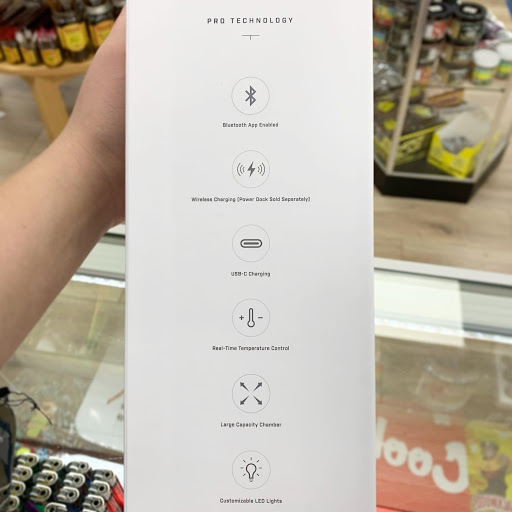 PRO TECHNOLOGY
Bluetooth App Enabled
Wireless Charging (Power Dock Sold Separately)
USB-C Charging
Real-Time Temperature Control
Large Capacity Chamber
Customizable LED Lights